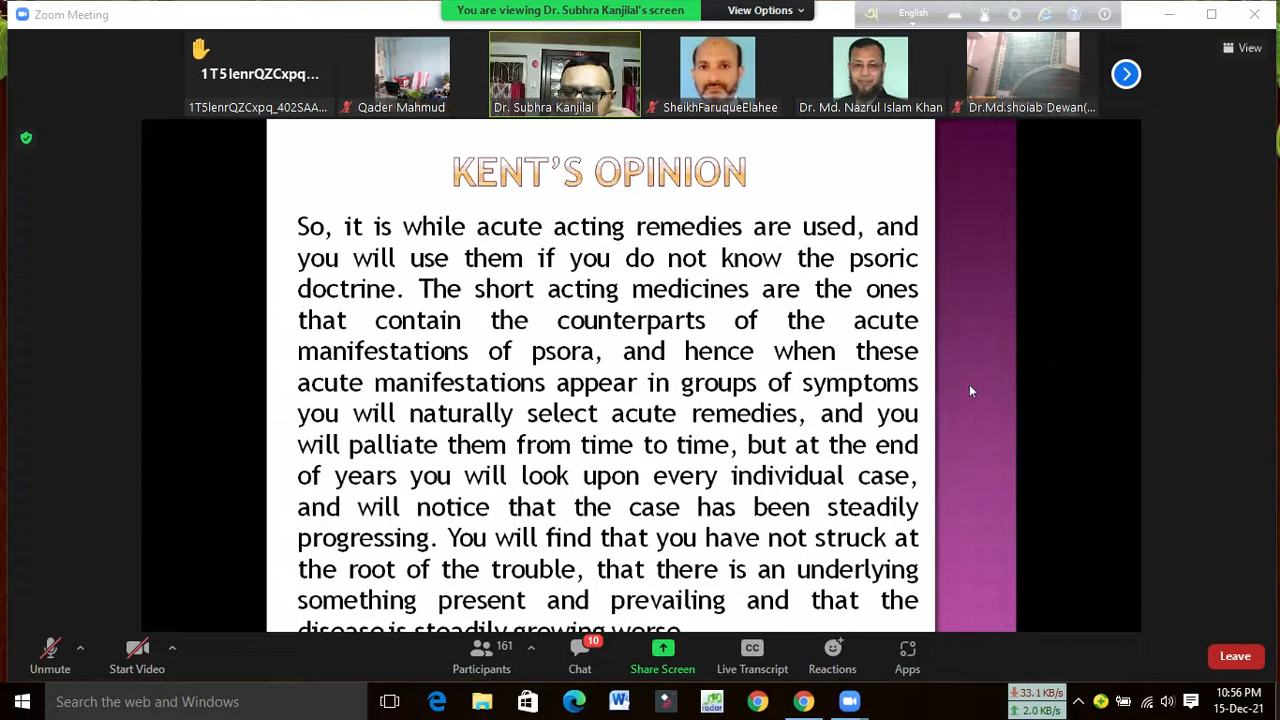 Zoom Meeting
You are viewing Dr. Subhra Kanjilal's screen
View Options
English
View
1T5lenrQZCxpq...
1T5lenrQZCxpq_402SAA...
Qader Mahmud
Dr. Subhra Kanjilal
SheikhFaruqueElahee
Dr. Md. Nazrul Islam Khan
Dr.Md.shoiab Dewan(...
KENT'S OPINION
So, it is while acute acting remedies are used, and
you will use them if you do not know the psoric
doctrine. The short acting medicines are the ones
that contain the counterparts of the acute
manifestations of psora, and hence when these
acute manifestations appear in groups of symptoms
you will naturally select acute remedies, and you
will palliate them from time to time, but at the end
of years you will look upon every individual case,
and will notice that the case has been steadily
progressing. You will find that you have not struck at
the root of the trouble, that there is an underlying
something present and prevailing and that the
disease is steadily growing worse
Unmute
Start Video
161
Participants
10
Chat
Share Screen
CC
Live Transcript
Reactions
Apps
Leave
Search the web and Windows
33.1 KB/s
2.0 KB/s
10:56 PM
15-Dec-21